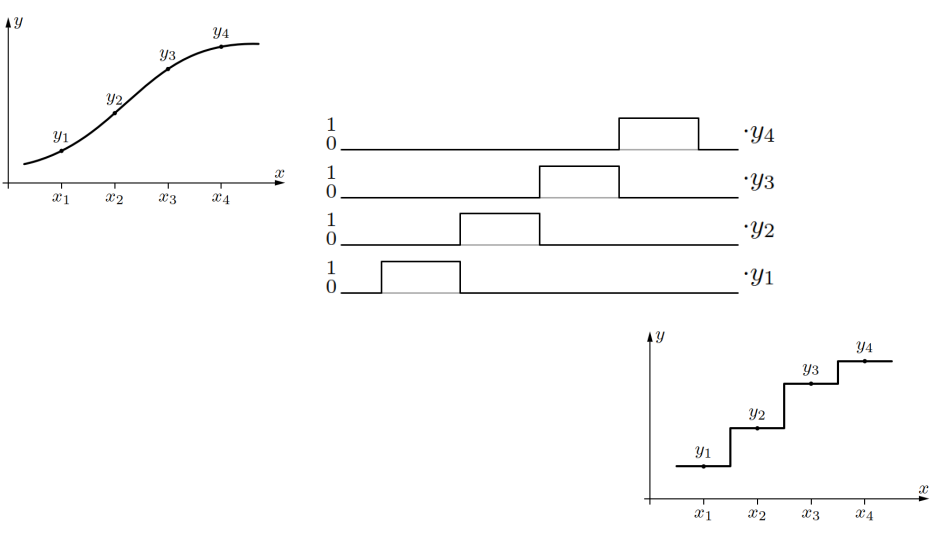 y
y₄
y₃
y₂
y₁
x
x₁ x₂ x₃ x₄
1
0 ·y₄
1
0 ·y₃
1
0 ·y₂
1
0 ·y₁
y
y₄
y₃
y₂
y₁
x
x₁ x₂ x₃ x₄